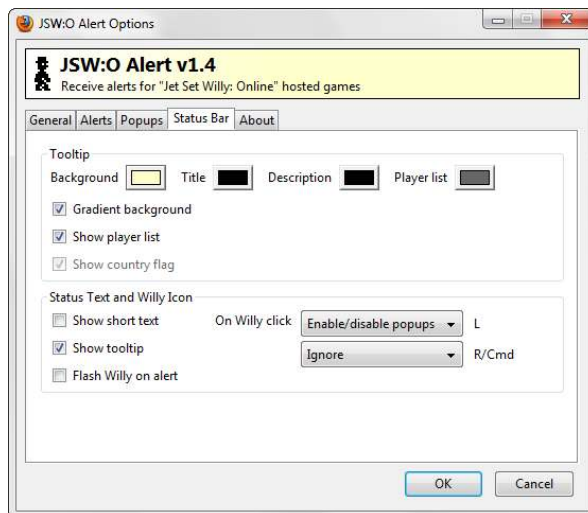 JSW:O Alert Options
JSW:O Alert v1.4
Receive alerts for "Jet Set Willy: Online" hosted games
General Alerts Popups Status Bar About
Tooltip
Background Title Description Player list
Gradient background
Show player list
Show country flag
Status Text and Willy Icon
Show short text On Willy click Enable/disable popups L
Show tooltip Ignore R/Cmd
Flash Willy on alert
OK Cancel